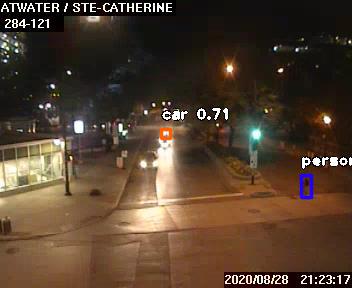 ATWATER / STE-CATHERINE
284-121
car 0.71
person
2020/08/28 21:23:17